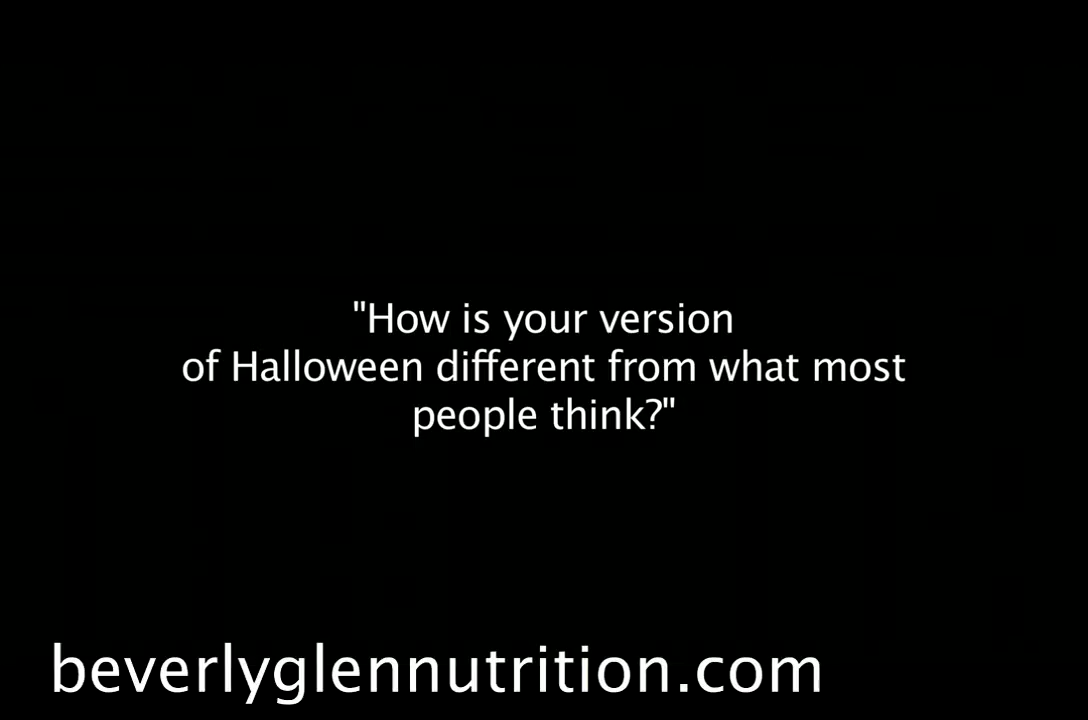 "How is your version
of Halloween different from what most
people think?"
beverlyglennutrition.com